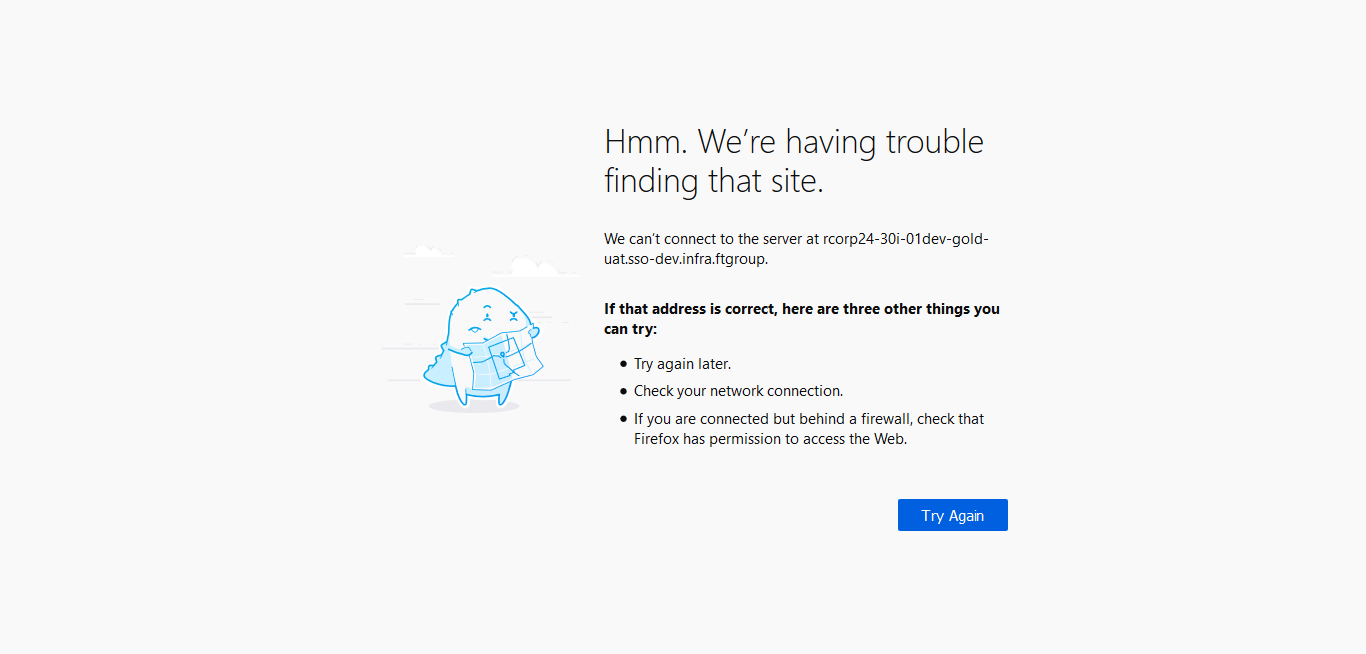 Hmm. We’re having trouble
finding that site.
We can’t connect to the server at rcorp24-30i-01dev-gold-
uat.sso-dev.infra.ftgroup.
If that address is correct, here are three other things you
can try:
• Try again later.
• Check your network connection.
• If you are connected but behind a firewall, check that
Firefox has permission to access the Web.
Try Again